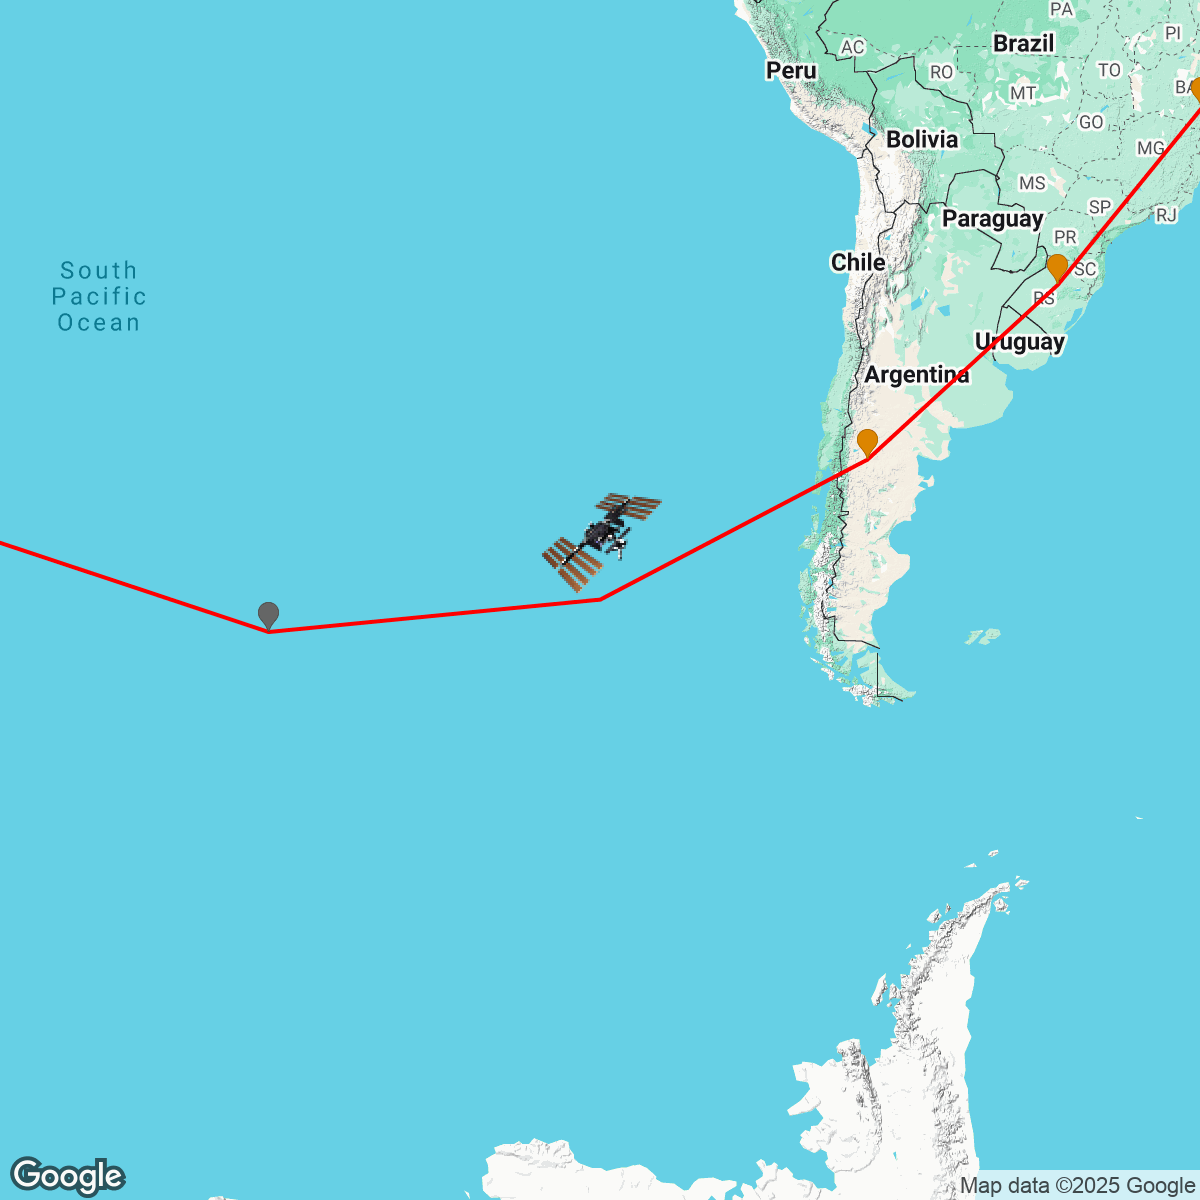 PA
PI
Brazil
AC
Peru
RO
TO
MT
BA
GO
Bolivia
MG
MS
SP
Paraguay
RJ
PR
Chile
SC
South
Pacific
Ocean
RS
Uruguay
Argentina
Google
Map data ©2025 Google